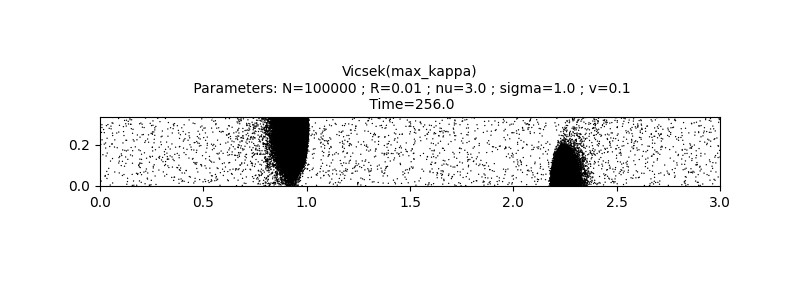 Vicsek(max_kappa)
Parameters: N=100000 ; R=0.01 ; nu=3.0 ; sigma=1.0 ; v=0.1
Time=256.0
0.2
0.0
0.0 0.5 1.0 1.5 2.0 2.5 3.0